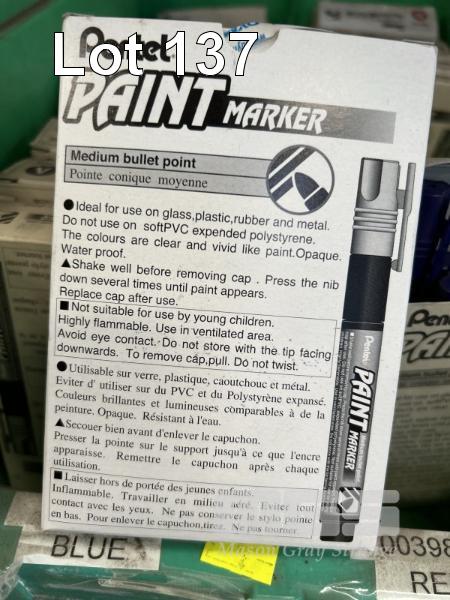 Lot 137
Pentel
PAINT MARKER
Medium bullet point
Pointe conique moyenne
●Ideal for use on glass,plastic,rubber and metal.
Do not use on softPVC expended polystyrene.
The colours are clear and vivid like paint.Opaque.
Water proof.
▲Shake well before removing cap . Press the nib
down several times until paint appears.
Replace cap after use.
■ Not suitable for use by young children.
Highly flammable. Use in ventilated area.
Avoid eye contact. Do not store with the tip facing
downwards. To remove cap,pull. Do not twist.
●Utilisable sur verre, plastique, caoutchouc et métal.
Eviter d' utiliser sur du PVC et du Polystyrène expansé.
Couleurs brillantes et lumineuses comparables à de la
peinture. Opaque. Résistant à l'eau.
▲Secouer bien avant d'enlever le capuchon.
Presser la pointe sur le support jusqu'à ce que l'encre
apparaisse. Remettre le capuchon après chaque
utilisation.
■ Laisser hors de portée des jeunes enfants.
Inflammable. Travailler en milieu aéré. Eviter tout
contact avec les yeux. Ne pas conserver le stylo pointe
en bas. Pour enlever le capuchon,tirez. Ne pas tourner.
Pentel
PAINT MARKER
Pentel
PAI
BLUE
Mason Gray St
00398
RE